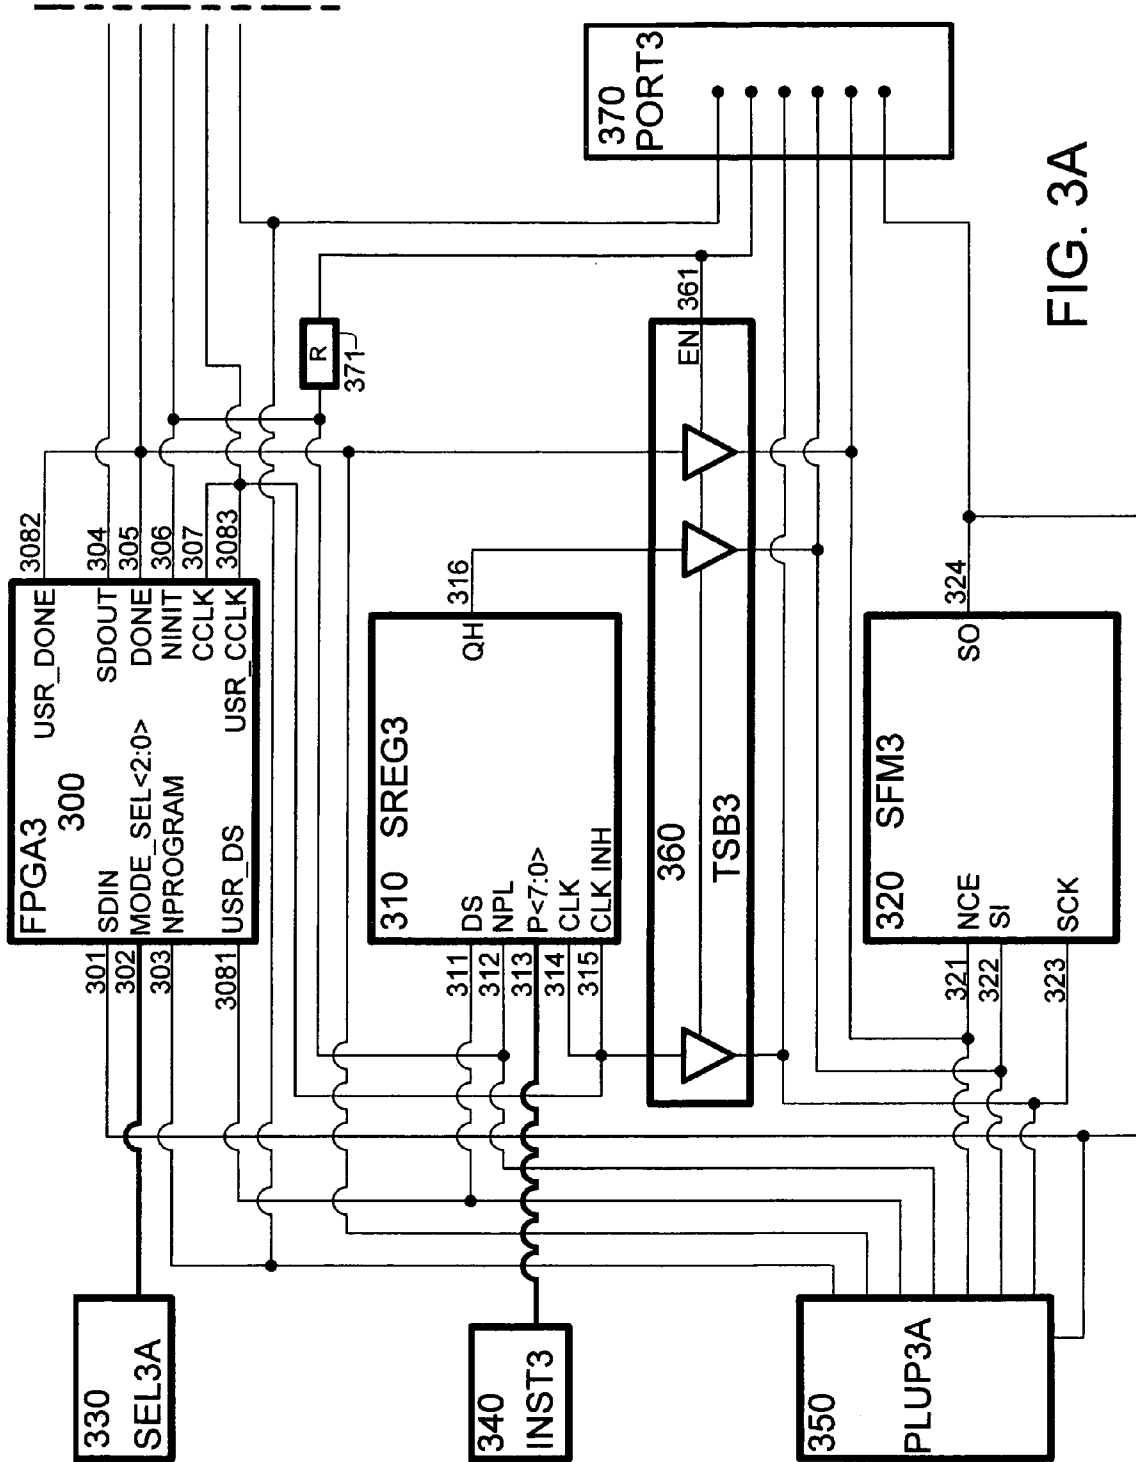 FPGA3
300
USR_DONE
SDIN
SDOUT
MODE_SEL<2:0>
DONE
NPROGRAM
NINIT
CCLK
USR_DS
USR_CCLK
301
302
303
3081
3082
304
305
306
307
3083
370
PORT3
R
371
310 SREG3
DS
NPL
P<7:0>
CLK
CLK INH
QH
311
312
313
314
315
316
360
TSB3
EN
361
320 SFM3
NCE
SI
SCK
SO
321
322
323
324
330
SEL3A
340
INST3
350
PLUP3A
FIG. 3A